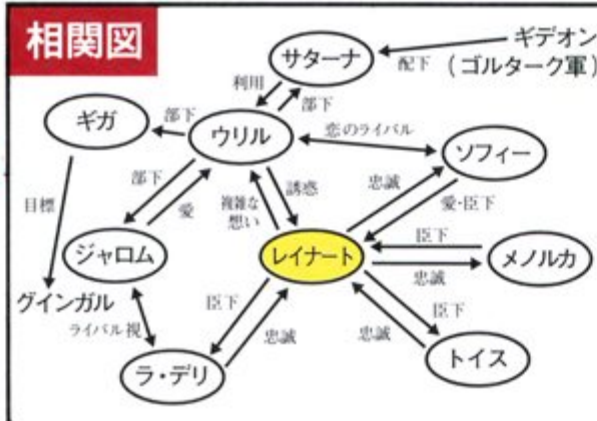 相関図
ギデオン
(ゴルターク軍)
配下
サターナ
利用
部下
ギガ
部下
ウリル
恋のライバル
ソフィー
目標
部下
愛
複雑な
想い
誘惑
忠誠
愛・臣下
ジャロム
レイナート
臣下
忠誠
メノルカ
グインガル
ライバル視
臣下
忠誠
忠誠
臣下
ラ・デリ
トイス